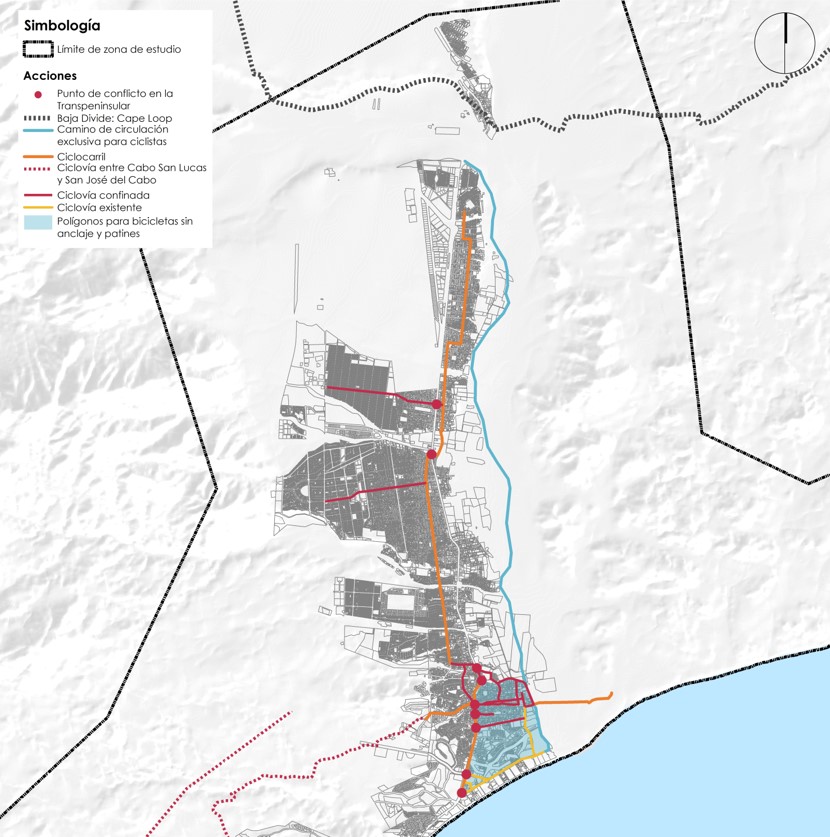 Simbología
Límite de zona de estudio
Acciones
Punto de conflicto en la
Transpeninsular
Baja Divide: Cape Loop
Camino de circulación
exclusiva para ciclistas
Ciclocarril
Ciclovía entre Cabo San Lucas
y San José del Cabo
Ciclovía confinada
Ciclovía existente
Polígonos para bicicletas sin
anclaje y patines